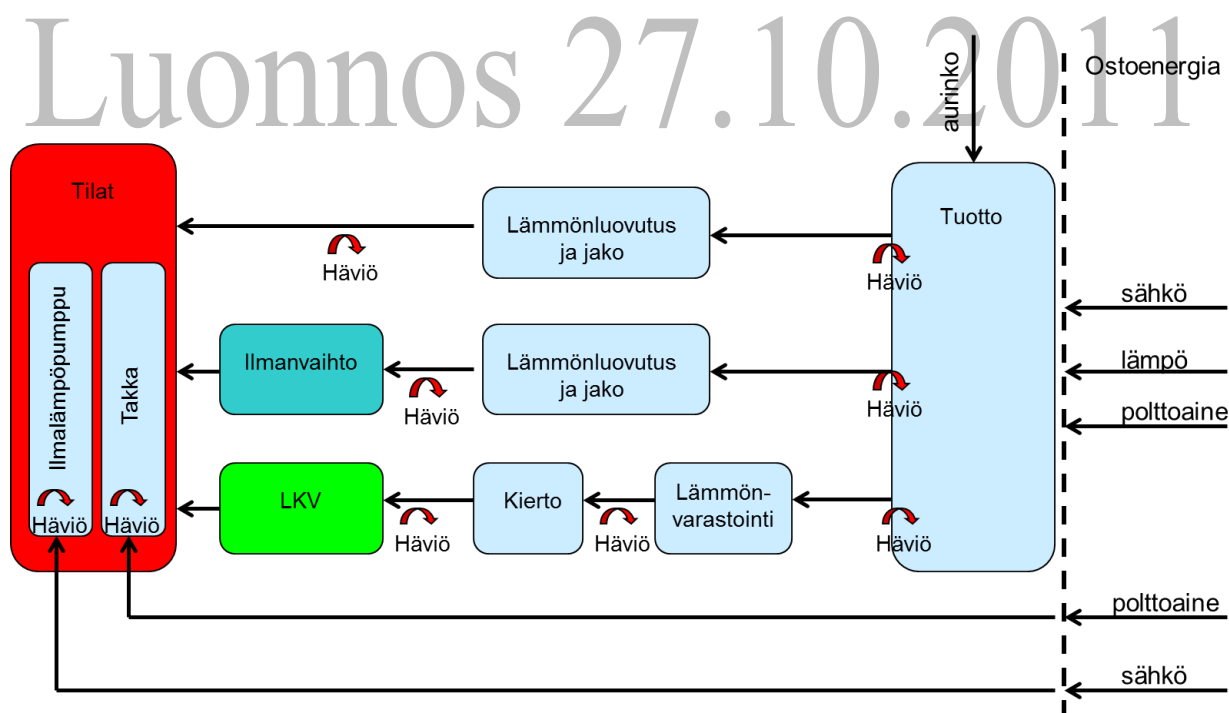 Luonnos 27.10.2011
aurinko
Ostoenergia
Tilat
Lämmönluovutus
ja jako
Tuotto
Häviö
Häviö
sähkö
Ilmalämpöpumppu
Takka
Ilmanvaihto
Lämmönluovutus
ja jako
lämpö
Häviö
Häviö
polttoaine
LKV
Kierto
Lämmön-
varastointi
Häviö
Häviö
Häviö
Häviö
Häviö
polttoaine
sähkö